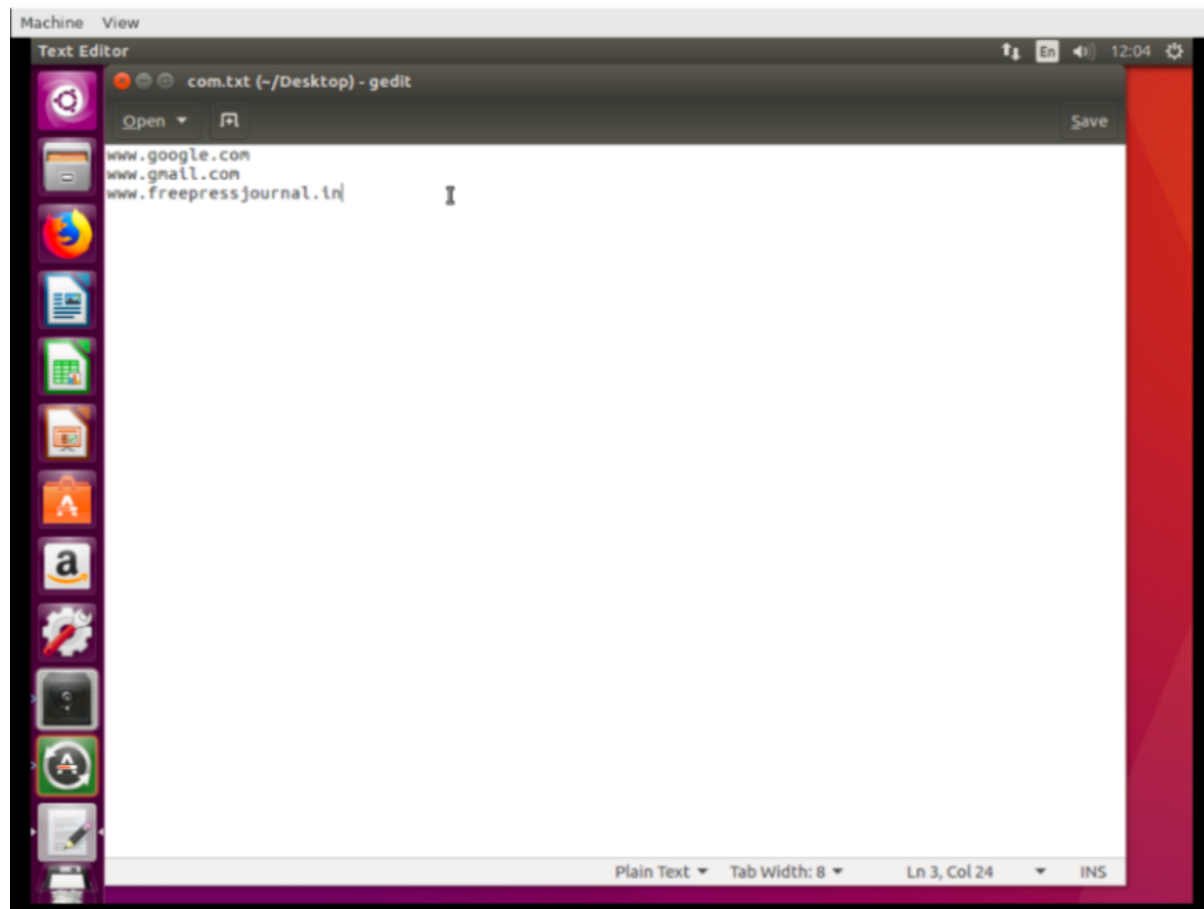 Machine View
Text Editor En 12:04
com.txt (~/Desktop) - gedit
Open Save
www.google.com
www.gmail.com
www.freepressjournal.in
Plain Text Tab Width: 8 Ln 3, Col 24 INS